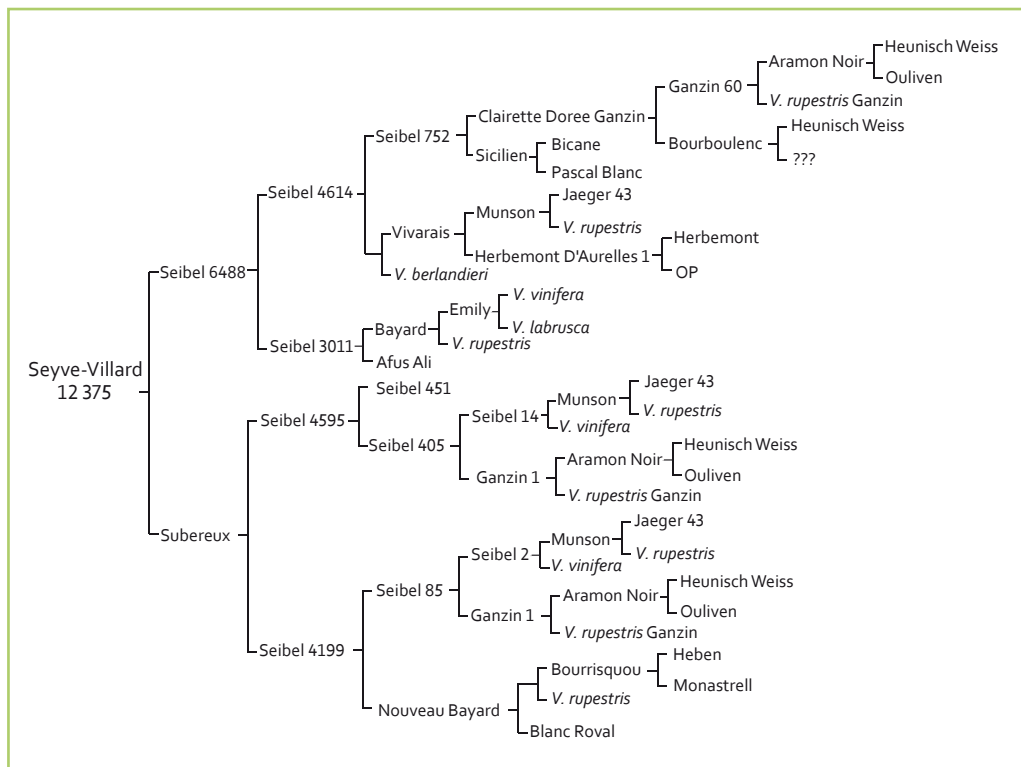 Heunisch Weiss
Aramon Noir
Ouliven
Ganzin 60
V. rupestris Ganzin
Clairette Doree Ganzin
Heunisch Weiss
Seibel 752
Bourboulenc
Bicane
Sicilien
???
Pascal Blanc
Jaeger 43
Seibel 4614
Munson
V. rupestris
Vivarais
Herbemont
Herbemont D'Aurelles 1
V. berlandieri
OP
Seibel 6488
V. vinifera
Emily
Bayard
V. labrusca
V. rupestris
Seibel 3011
Afus Ali
Seyve-Villard
12 375
Seibel 451
Jaeger 43
Munson
Seibel 14
V. rupestris
Seibel 4595
V. vinifera
Seibel 405
Heunisch Weiss
Aramon Noir
Ganzin 1
Ouliven
V. rupestris Ganzin
Subereux
Jaeger 43
Munson
Seibel 2
V. rupestris
V. vinifera
Seibel 85
Heunisch Weiss
Aramon Noir
Ganzin 1
Ouliven
V. rupestris Ganzin
Seibel 4199
Heben
Bourrisquou
Monastrell
V. rupestris
Nouveau Bayard
Blanc Roval